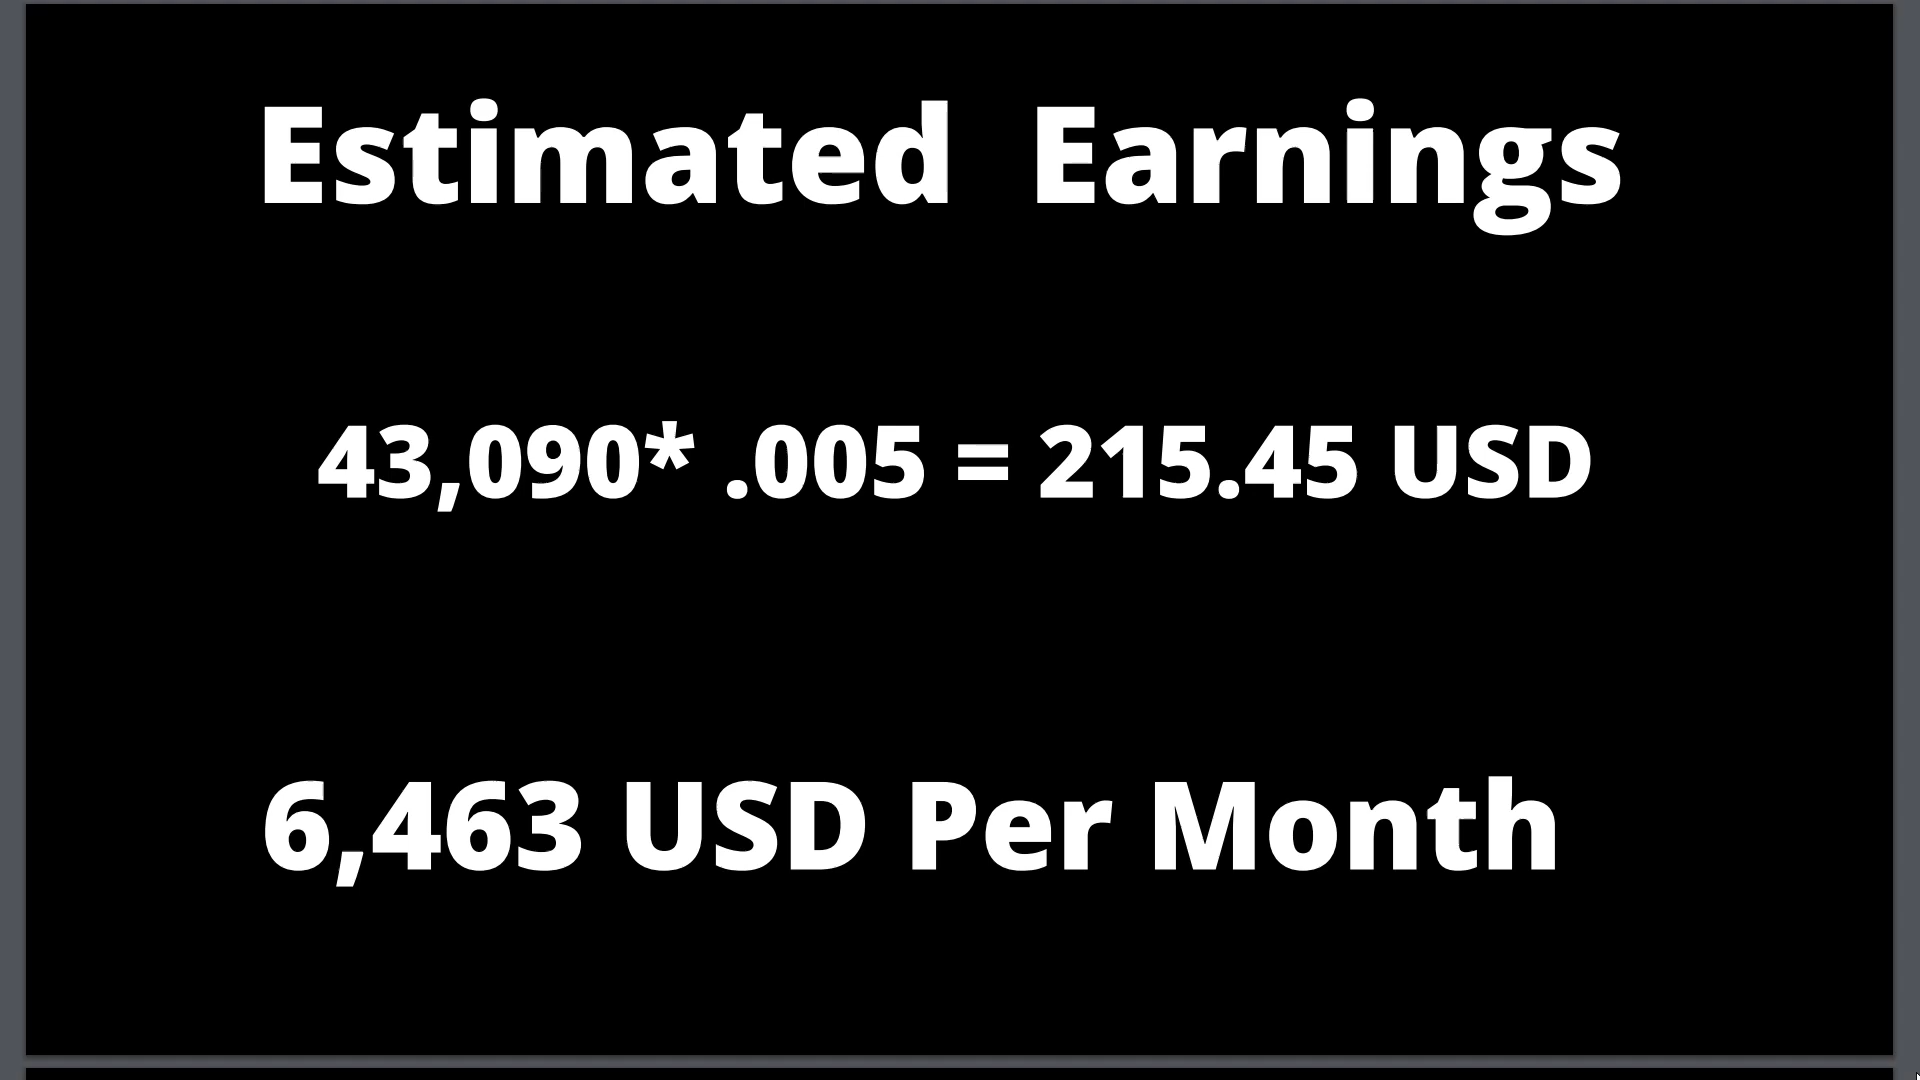 Estimated Earnings
43,090* .005 = 215.45 USD
6,463 USD Per Month